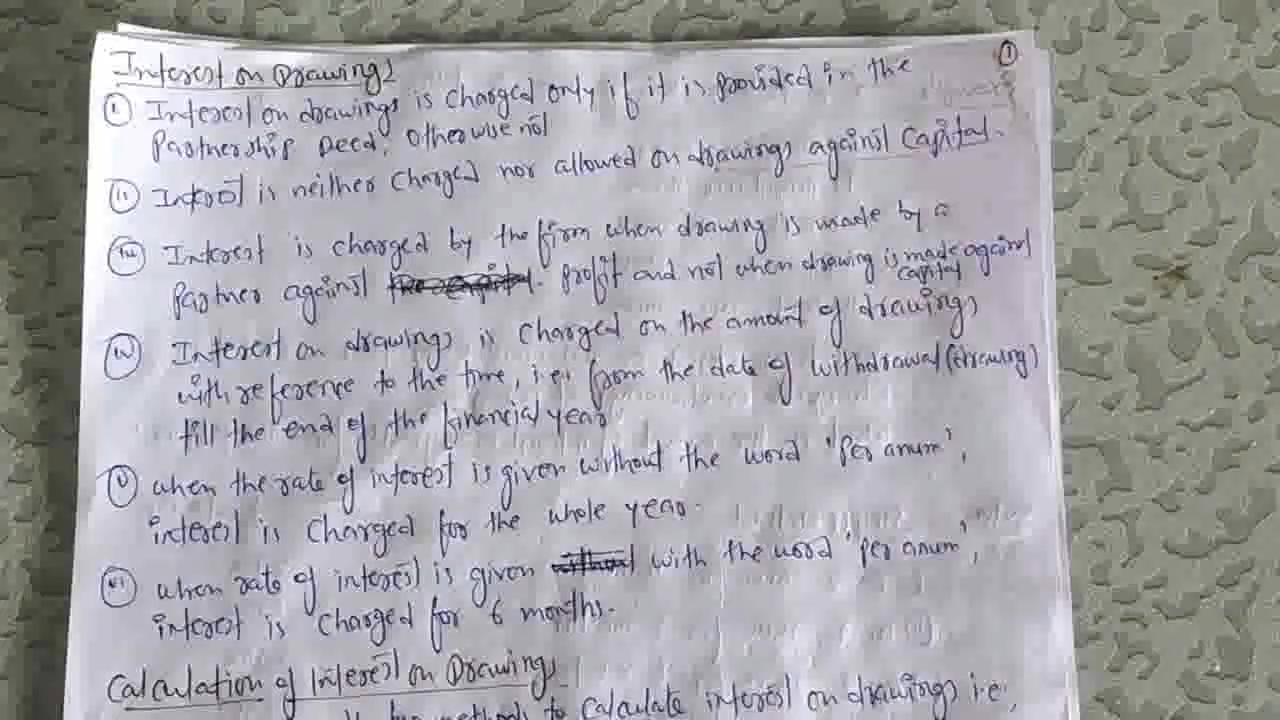 Interest on Drawings
①
(i) Interest on drawings is charged only if it is provided in the
Partnership Deed, otherwise not
(ii) Interest is neither charged nor allowed on drawings against Capital.
(iii) Interest is charged by the firm when drawing is made by a
Partner against profit and not when drawing is made against
capital
(iv) Interest on drawings is charged on the amount of drawings
with reference to the time, i.e. from the date of withdrawal (drawing)
till the end of the financial year
(v) when the rate of interest is given without the word 'Per anum',
interest is charged for the whole year.
(vi) when rate of interest is given with the word 'per anum',
interest is charged for 6 months.
Calculation of Interest on Drawings
methods to calculate interest on drawings i.e.